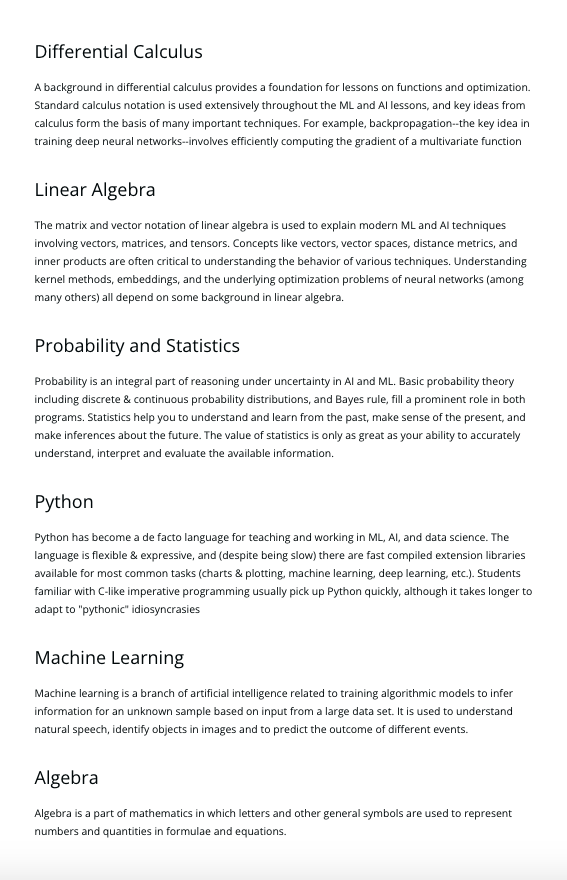 Differential Calculus
A background in differential calculus provides a foundation for lessons on functions and optimization.
Standard calculus notation is used extensively throughout the ML and AI lessons, and key ideas from
calculus form the basis of many important techniques. For example, backpropagation--the key idea in
training deep neural networks--involves efficiently computing the gradient of a multivariate function
Linear Algebra
The matrix and vector notation of linear algebra is used to explain modern ML and AI techniques
involving vectors, matrices, and tensors. Concepts like vectors, vector spaces, distance metrics, and
inner products are often critical to understanding the behavior of various techniques. Understanding
kernel methods, embeddings, and the underlying optimization problems of neural networks (among
many others) all depend on some background in linear algebra.
Probability and Statistics
Probability is an integral part of reasoning under uncertainty in AI and ML. Basic probability theory
including discrete & continuous probability distributions, and Bayes rule, fill a prominent role in both
programs. Statistics help you to understand and learn from the past, make sense of the present, and
make inferences about the future. The value of statistics is only as great as your ability to accurately
understand, interpret and evaluate the available information.
Python
Python has become a de facto language for teaching and working in ML, AI, and data science. The
language is flexible & expressive, and (despite being slow) there are fast compiled extension libraries
available for most common tasks (charts & plotting, machine learning, deep learning, etc.). Students
familiar with C-like imperative programming usually pick up Python quickly, although it takes longer to
adapt to "pythonic" idiosyncrasies
Machine Learning
Machine learning is a branch of artificial intelligence related to training algorithmic models to infer
information for an unknown sample based on input from a large data set. It is used to understand
natural speech, identify objects in images and to predict the outcome of different events.
Algebra
Algebra is a part of mathematics in which letters and other general symbols are used to represent
numbers and quantities in formulae and equations.